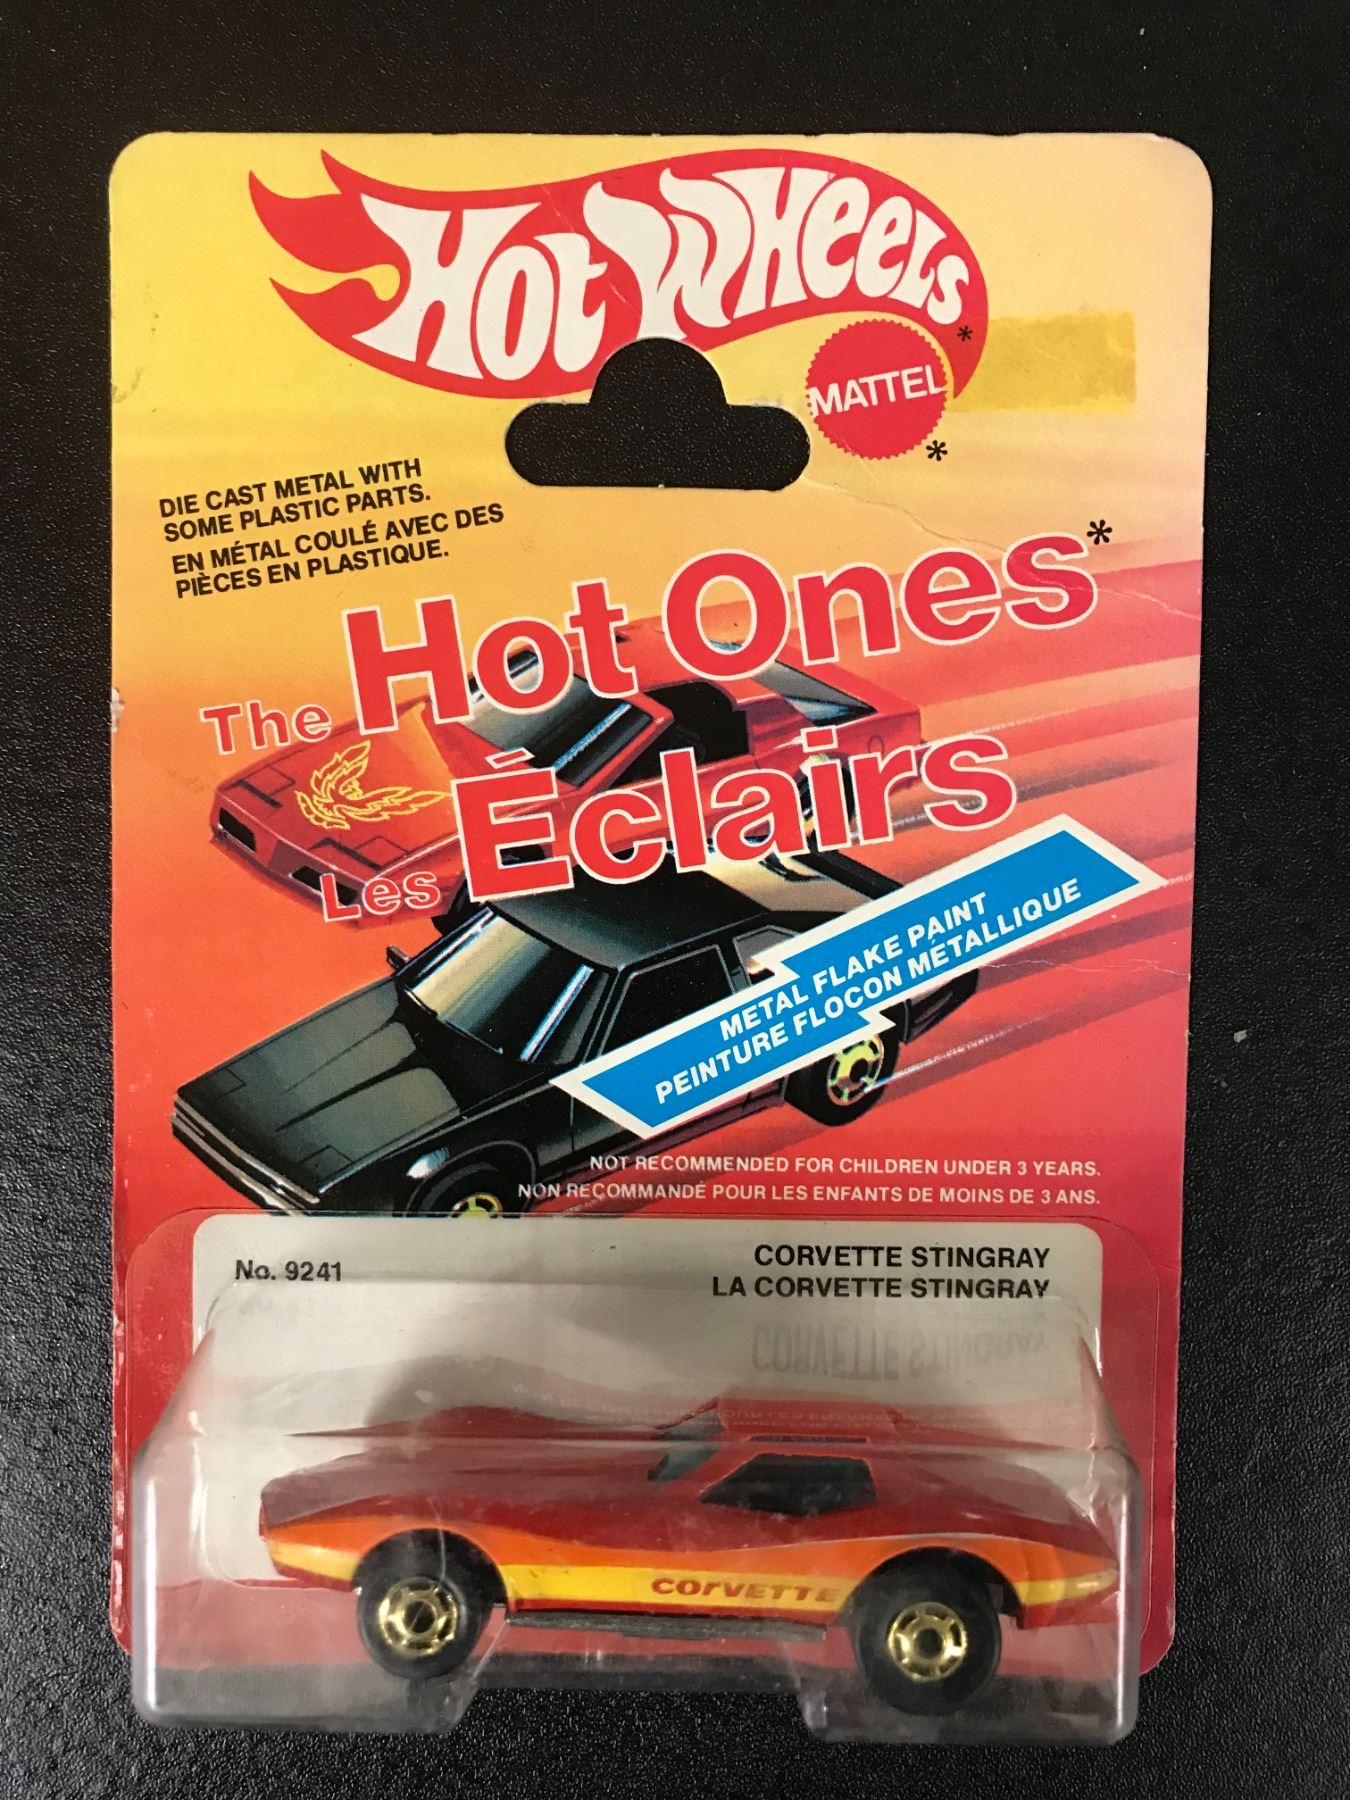 HOT WHEELS*
MATTEL*
DIE CAST METAL WITH
SOME PLASTIC PARTS.
EN MÉTAL COULÉ AVEC DES
PIÈCES EN PLASTIQUE.
The Hot Ones*
Les Éclairs
METAL FLAKE PAINT
PEINTURE FLOCON MÉTALLIQUE
NOT RECOMMENDED FOR CHILDREN UNDER 3 YEARS.
NON RECOMMANDÉ POUR LES ENFANTS DE MOINS DE 3 ANS.
No. 9241
CORVETTE STINGRAY
LA CORVETTE STINGRAY
CORVETTE